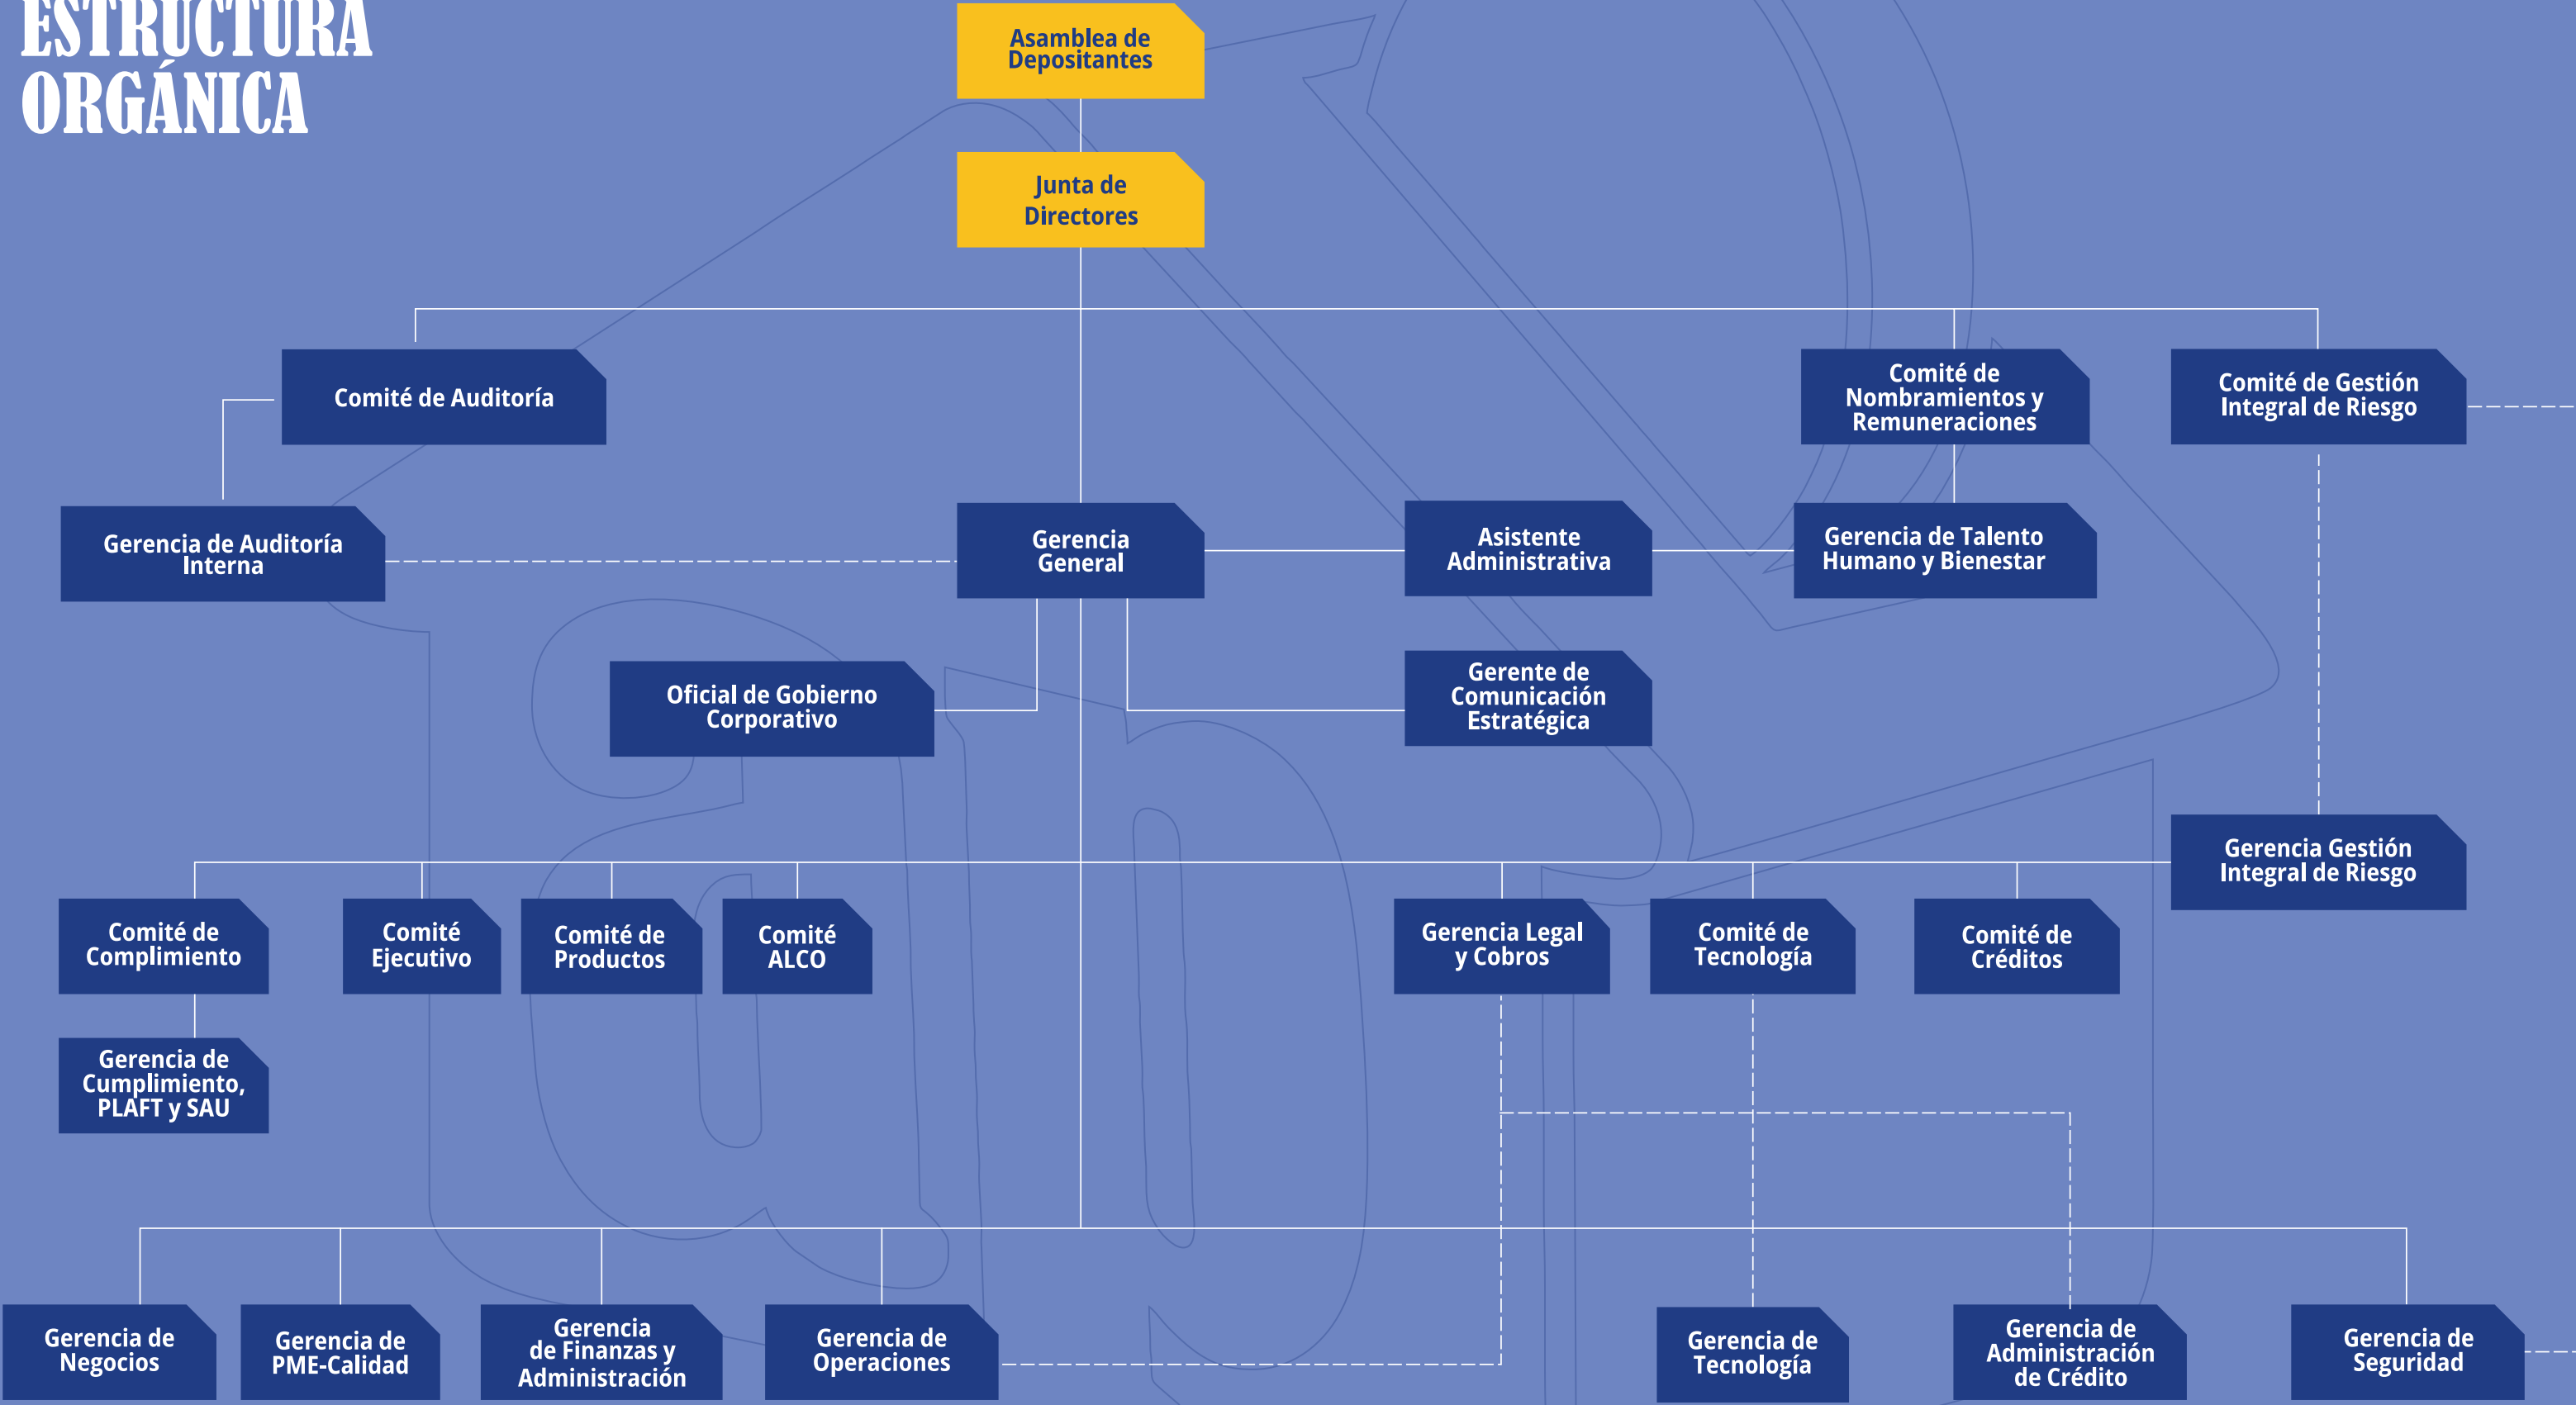 ESTRUCTURA
ORGÁNICA
Asamblea de
Depositantes
Junta de
Directores
Comité de Auditoría
Comité de
Nombramientos y
Remuneraciones
Comité de Gestión
Integral de Riesgo
Gerencia de Auditoría
Interna
Gerencia
General
Asistente
Administrativa
Gerencia de Talento
Humano y Bienestar
Oficial de Gobierno
Corporativo
Gerente de
Comunicación
Estratégica
Gerencia Gestión
Integral de Riesgo
Comité de
Complimiento
Comité
Ejecutivo
Comité de
Productos
Comité
ALCO
Gerencia Legal
y Cobros
Comité de
Tecnología
Comité de
Créditos
Gerencia de
Cumplimiento,
PLAFT y SAU
Gerencia de
Negocios
Gerencia de
PME-Calidad
Gerencia
de Finanzas y
Administración
Gerencia de
Operaciones
Gerencia de
Tecnología
Gerencia de
Administración
de Crédito
Gerencia de
Seguridad